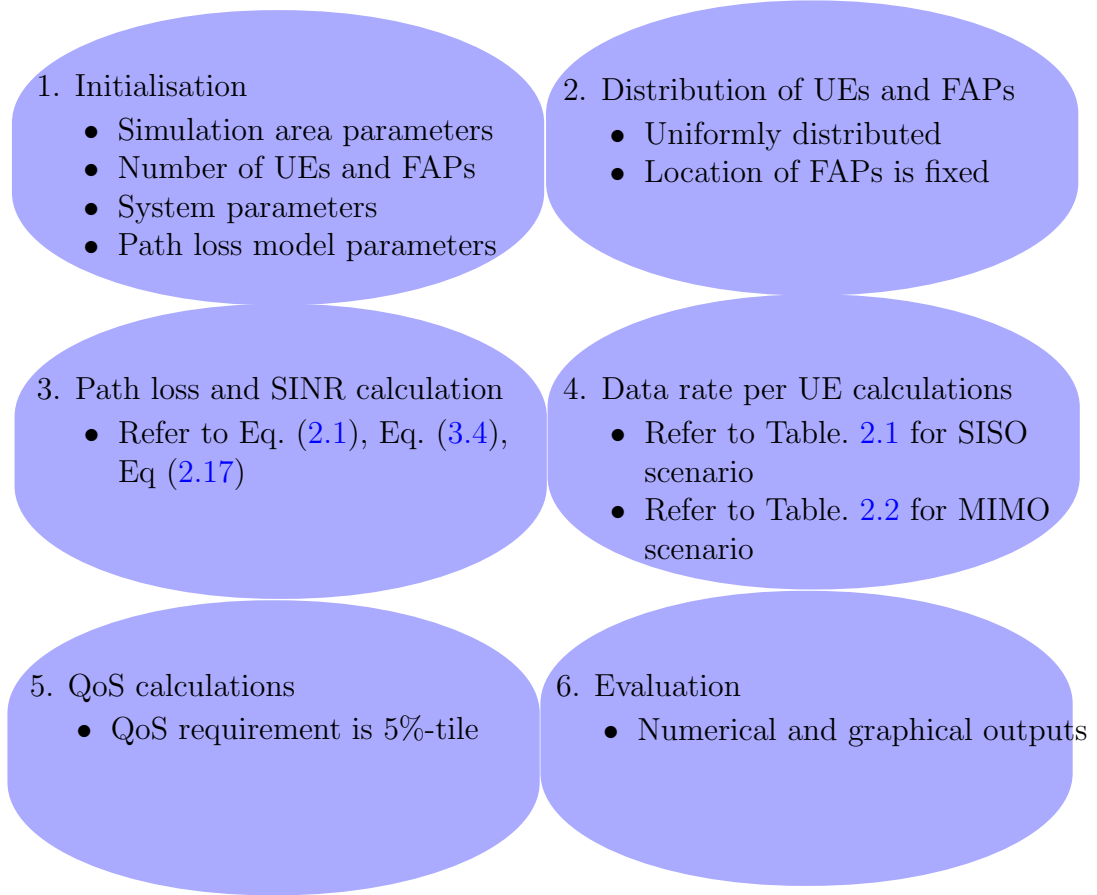 1. Initialisation
• Simulation area parameters
• Number of UEs and FAPs
• System parameters
• Path loss model parameters
2. Distribution of UEs and FAPs
• Uniformly distributed
• Location of FAPs is fixed
3. Path loss and SINR calculation
• Refer to Eq. (2.1), Eq. (3.4),
Eq (2.17)
4. Data rate per UE calculations
• Refer to Table. 2.1 for SISO
scenario
• Refer to Table. 2.2 for MIMO
scenario
5. QoS calculations
• QoS requirement is 5%-tile
6. Evaluation
• Numerical and graphical outputs